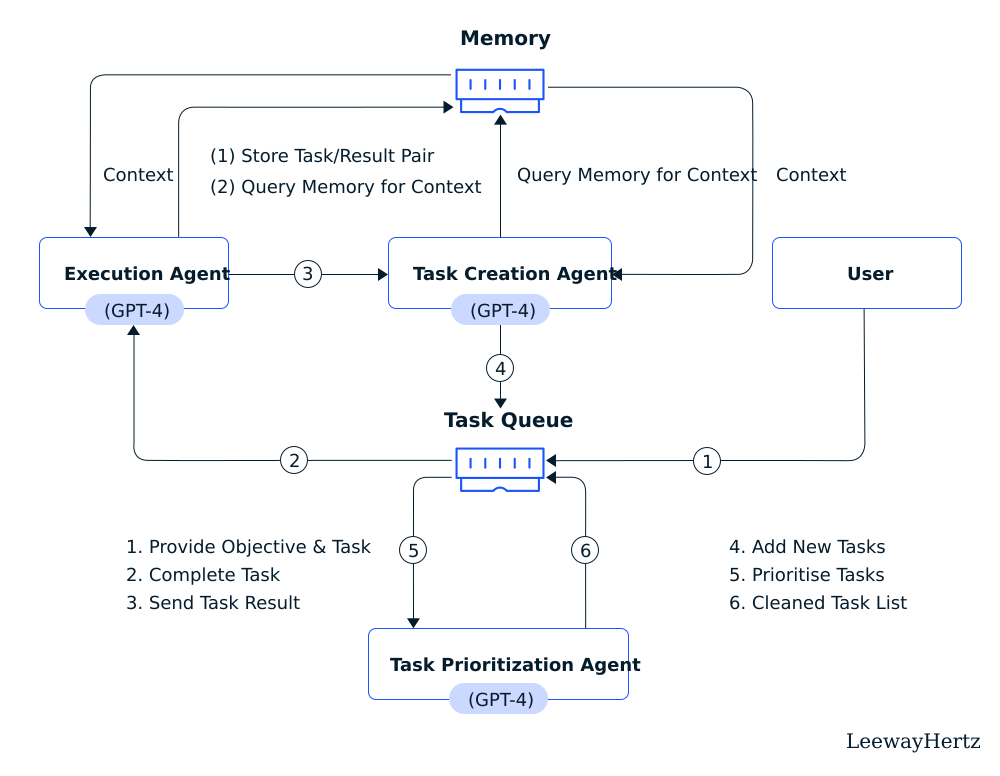 Memory
(1) Store Task/Result Pair
Context
(2) Query Memory for Context
Query Memory for Context
Context
Execution Agent
(GPT-4)
3
Task Creation Agent
(GPT-4)
User
4
Task Queue
2
1
5
6
1. Provide Objective & Task
2. Complete Task
3. Send Task Result
4. Add New Tasks
5. Prioritise Tasks
6. Cleaned Task List
Task Prioritization Agent
(GPT-4)
LeewayHertz